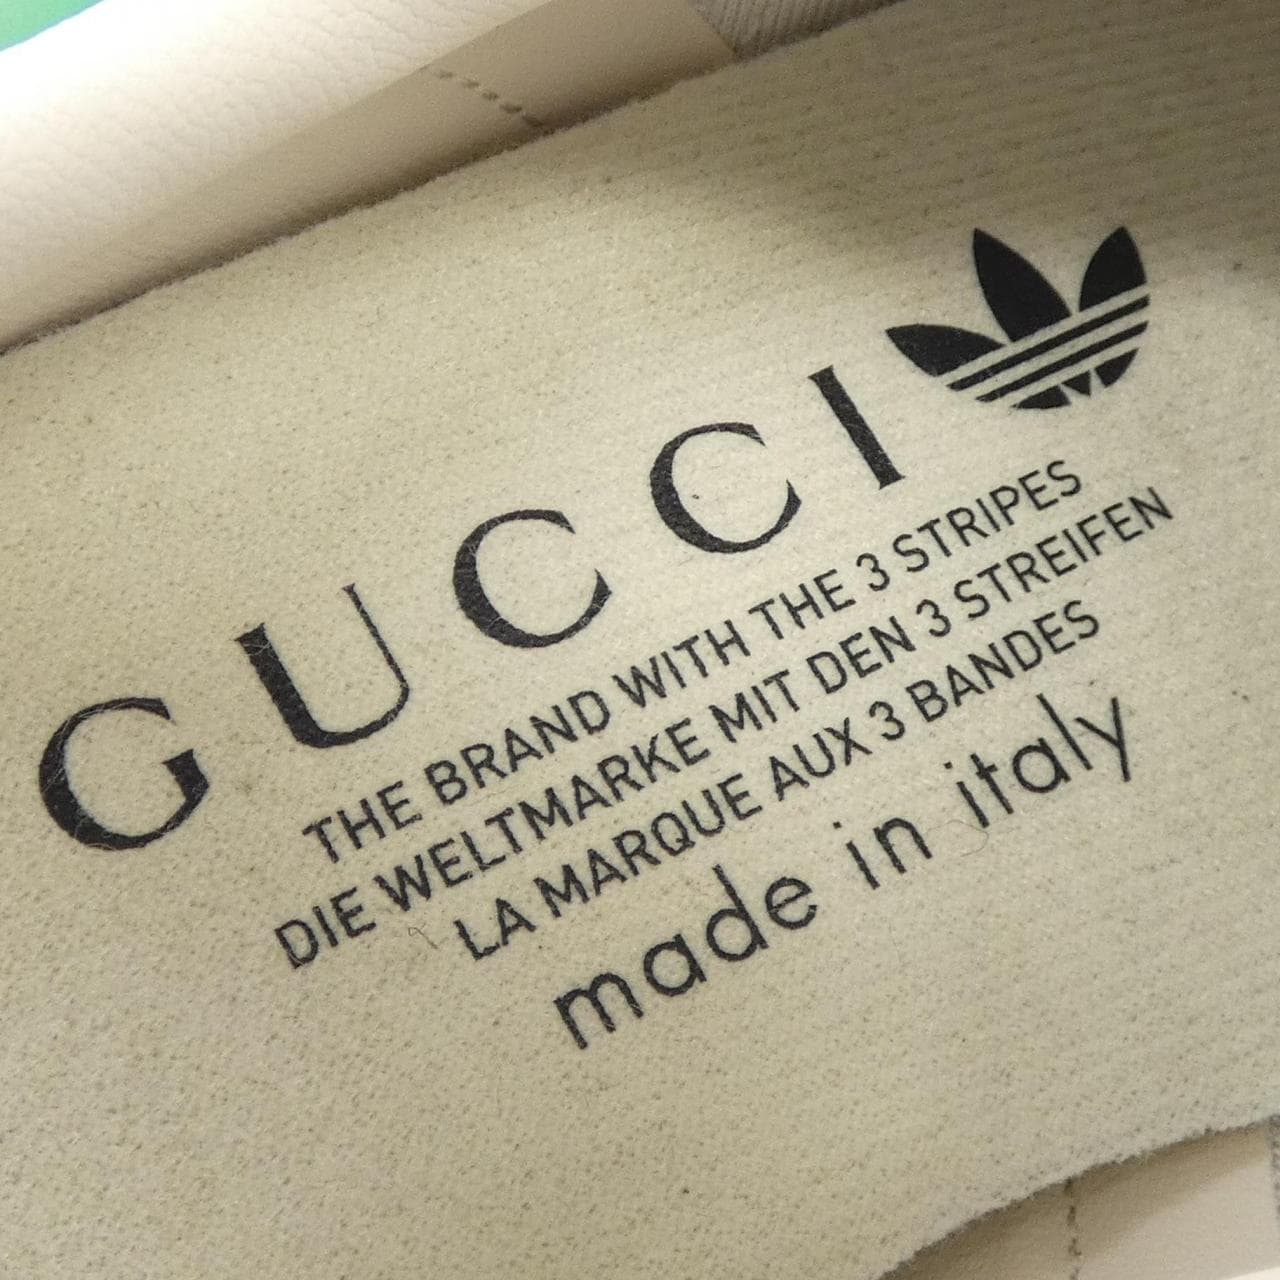 GUCCI
THE BRAND WITH THE 3 STRIPES
DIE WELTMARKE MIT DEN 3 STREIFEN
LA MARQUE AUX 3 BANDES
made in italy